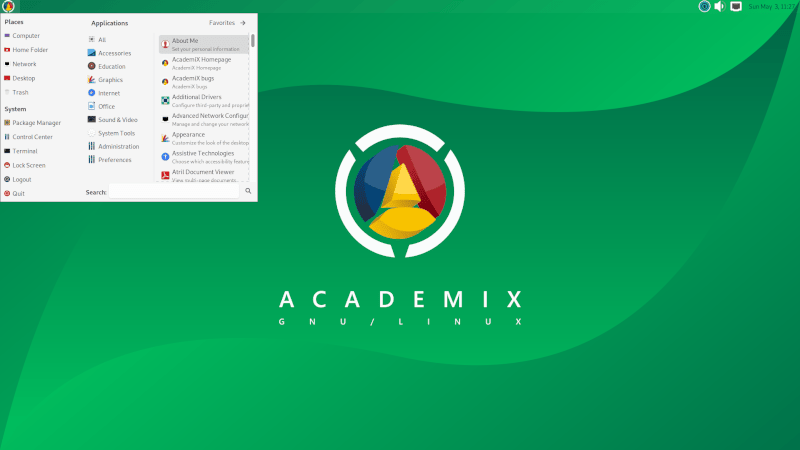 Sun May 3, 11:27
Places
Computer
Home Folder
Network
Desktop
Trash
System
Package Manager
Control Center
Terminal
Lock Screen
Logout
Quit
Applications
Favorites
All
Accessories
Education
Graphics
Internet
Office
Sound & Video
System Tools
Administration
Preferences
About Me
Set your personal information
AcademiX Homepage
AcademiX Homepage
AcademiX bugs
AcademiX bugs
Additional Drivers
Configure third-party and propriet
Advanced Network Configur
Manage and change your network
Appearance
Customize the look of the desktop
Assistive Technologies
Choose which accessibility feature
Atril Document Viewer
View multi-page documents
Search:
ACADEMIX
GNU/LINUX